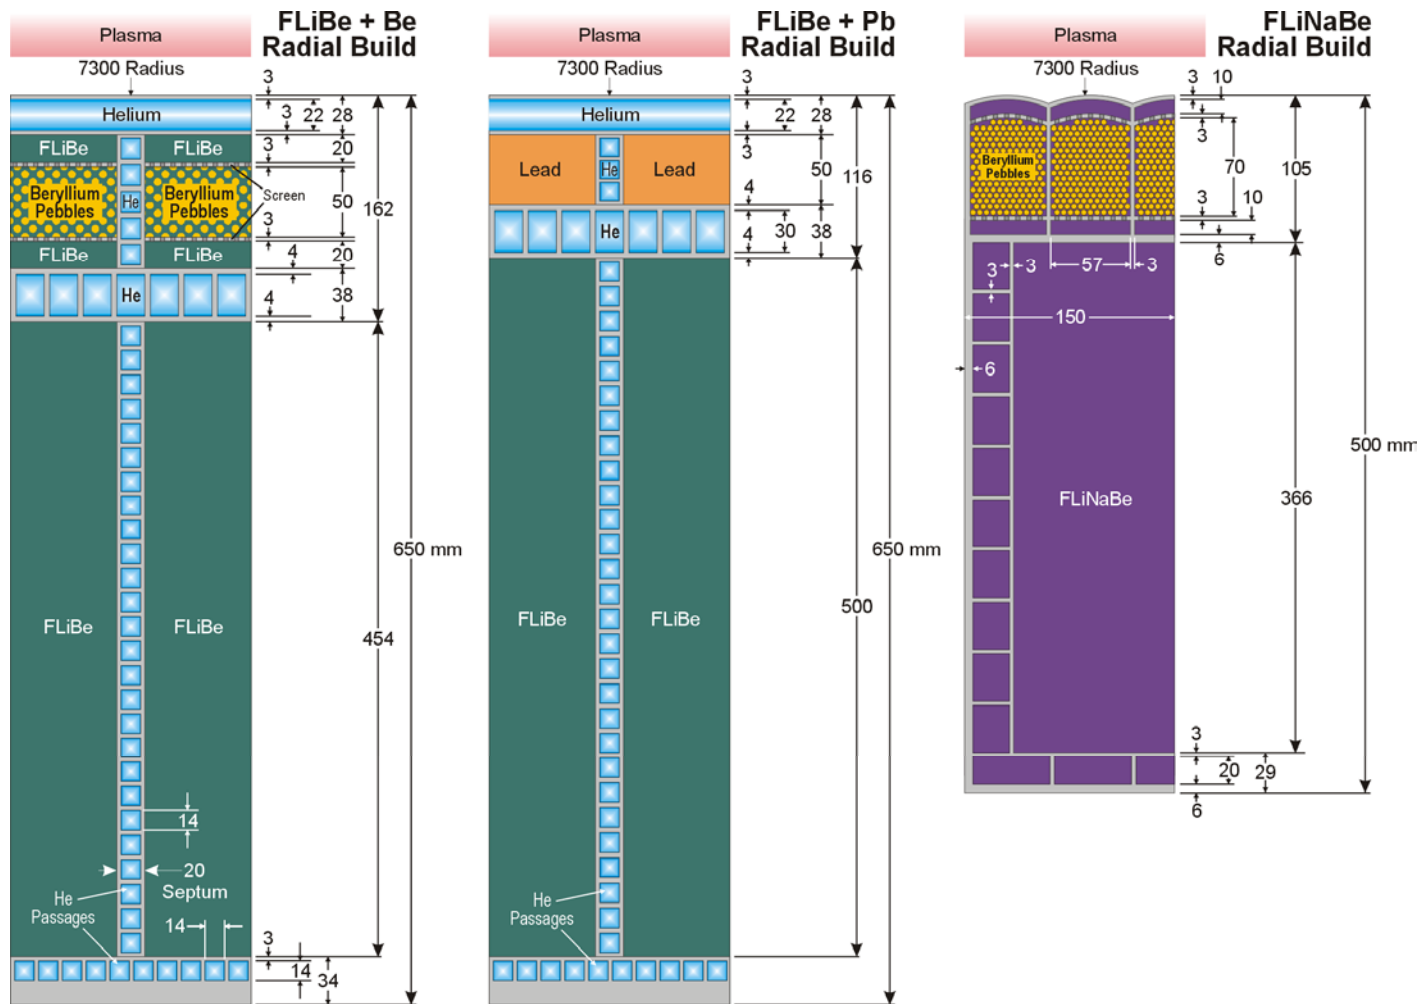 FLiBe + Be
Radial Build
Plasma
7300 Radius
3
Helium
3
22
28
FLiBe
FLiBe
3
20
Beryllium
Pebbles
He
Beryllium
Pebbles
Screen
50
162
3
FLiBe
FLiBe
4
20
He
4
38
650 mm
FLiBe
FLiBe
454
14
20
Septum
He
Passages
14
3
14
34
FLiBe + Pb
Radial Build
Plasma
7300 Radius
3
Helium
22
28
3
Lead
He
Lead
50
116
4
He
4
30
38
650 mm
500
FLiBe
FLiBe
He
Passages
FLiNaBe
Radial Build
Plasma
7300 Radius
3
10
3
Beryllium
Pebbles
70
105
3
10
6
3
3
57
3
150
6
500 mm
FLiNaBe
366
3
20
29
6